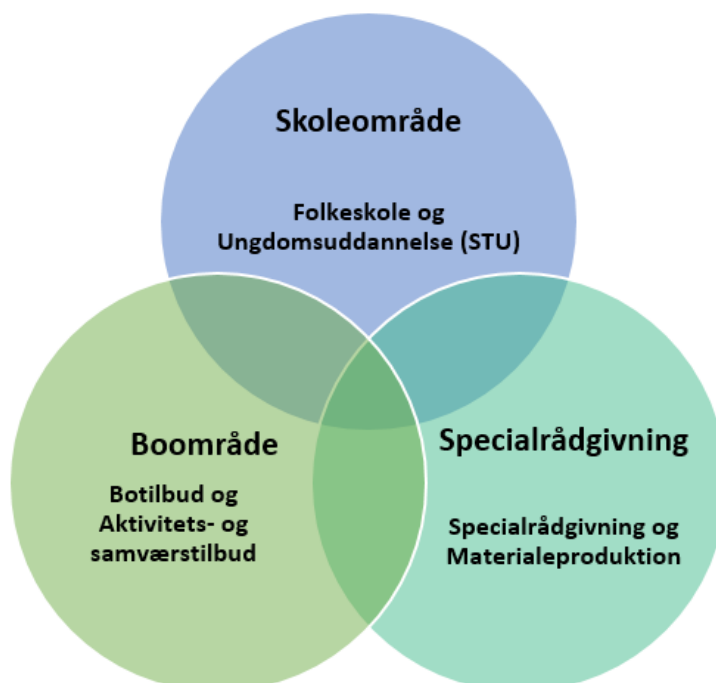 Skoleområde
Folkeskole og
Ungdomsuddannelse (STU)
Boområde
Botilbud og
Aktivitets- og
samværstilbud
Specialrådgivning
Specialrådgivning og
Materialeproduktion